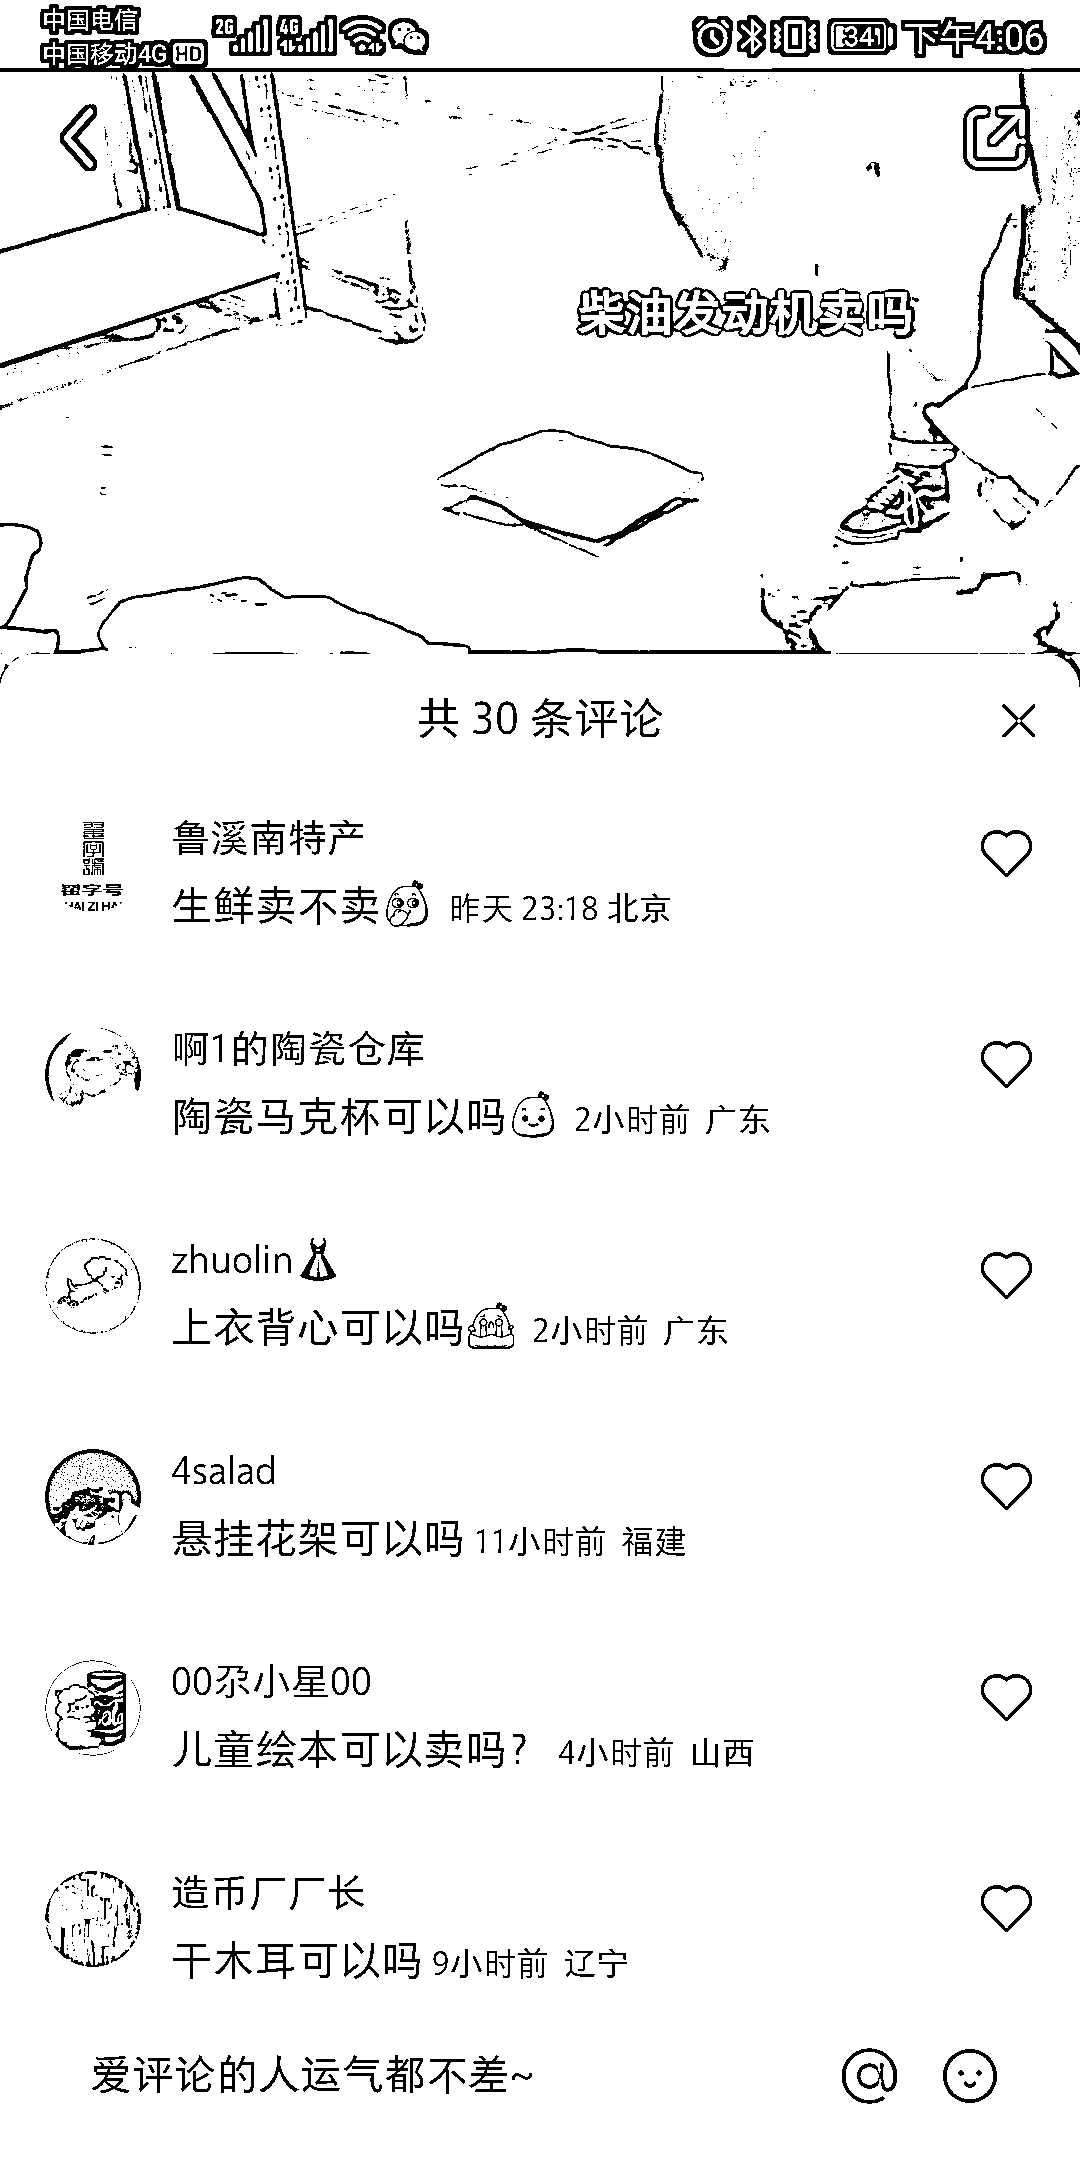 中国电信
中国移动4G HD 2G 4G 34 下午4:06
柴油发动机卖吗
共 30 条评论
鲁溪南特产
生鲜卖不卖 昨天 23:18 北京
啊1的陶瓷仓库
陶瓷马克杯可以吗 2小时前 广东
zhuolin
上衣背心可以吗 2小时前 广东
4salad
悬挂花架可以吗 11小时前 福建
00尕小星00
儿童绘本可以卖吗？ 4小时前 山西
造币厂厂长
干木耳可以吗 9小时前 辽宁
爱评论的人运气都不差~